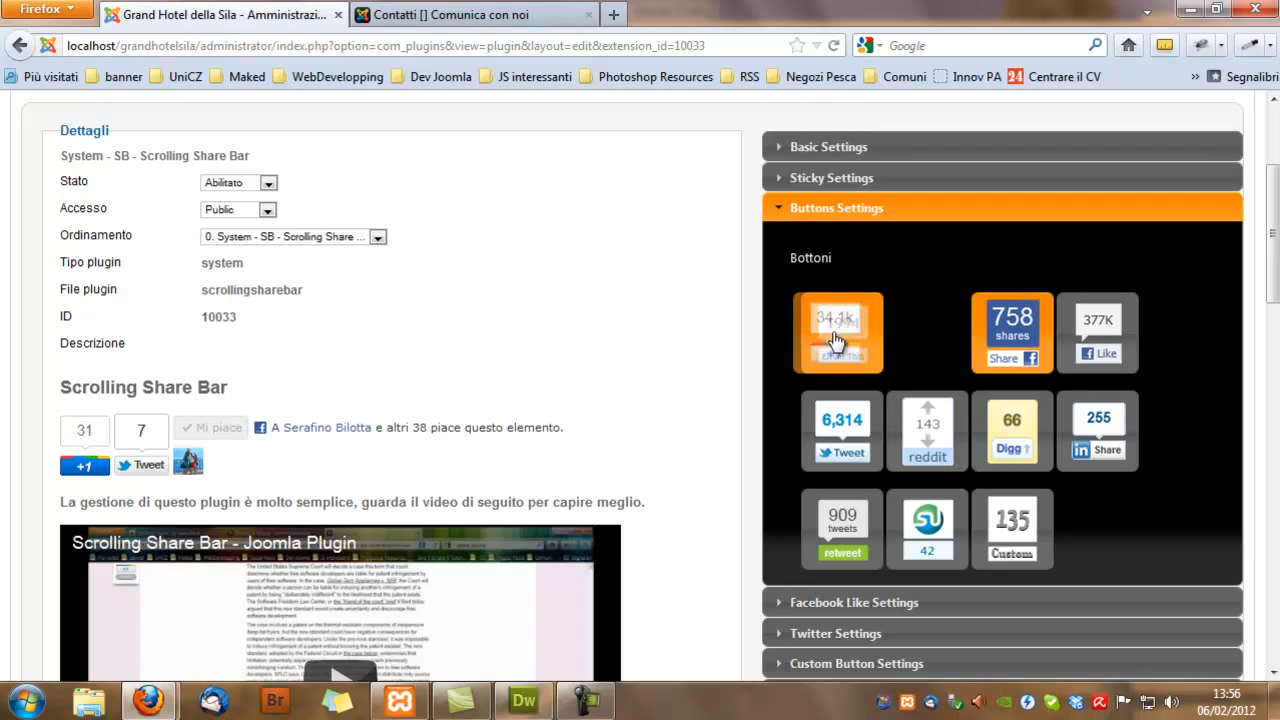 Firefox
Grand Hotel della Sila - Amministrazi...
Contatti [] Comunica con noi
localhost/grandhotelsila/administrator/index.php?option=com_plugins&view=plugin&layout=edit&extension_id=10033
Google
Più visitati
banner
UniCZ
Maked
WebDevelopping
Dev Joomla
JS interessanti
Photoshop Resources
RSS
Negozi Pesca
Comuni
Innov PA
24 Centrare il CV
»
Segnalibri
Dettagli
System - SB - Scrolling Share Bar
Stato
Abilitato
Accesso
Public
Ordinamento
0. System - SB - Scrolling Share ...
Tipo plugin
system
File plugin
scrollingsharebar
ID
10033
Descrizione
Scrolling Share Bar
31
+1
7
Tweet
Mi piace
A Serafino Bilotta e altri 38 piace questo elemento.
La gestione di questo plugin è molto semplice, guarda il video di seguito per capire meglio.
Scrolling Share Bar - Joomla Plugin
Basic Settings
Sticky Settings
Buttons Settings
Bottoni
34.1k
758
shares
Share
377K
Like
6,314
Tweet
143
reddit
66
Digg
255
in Share
909
tweets
retweet
42
135
Custom
Facebook Like Settings
Settings
Custom Button Settings
Br
Dw
13:56
06/02/2012